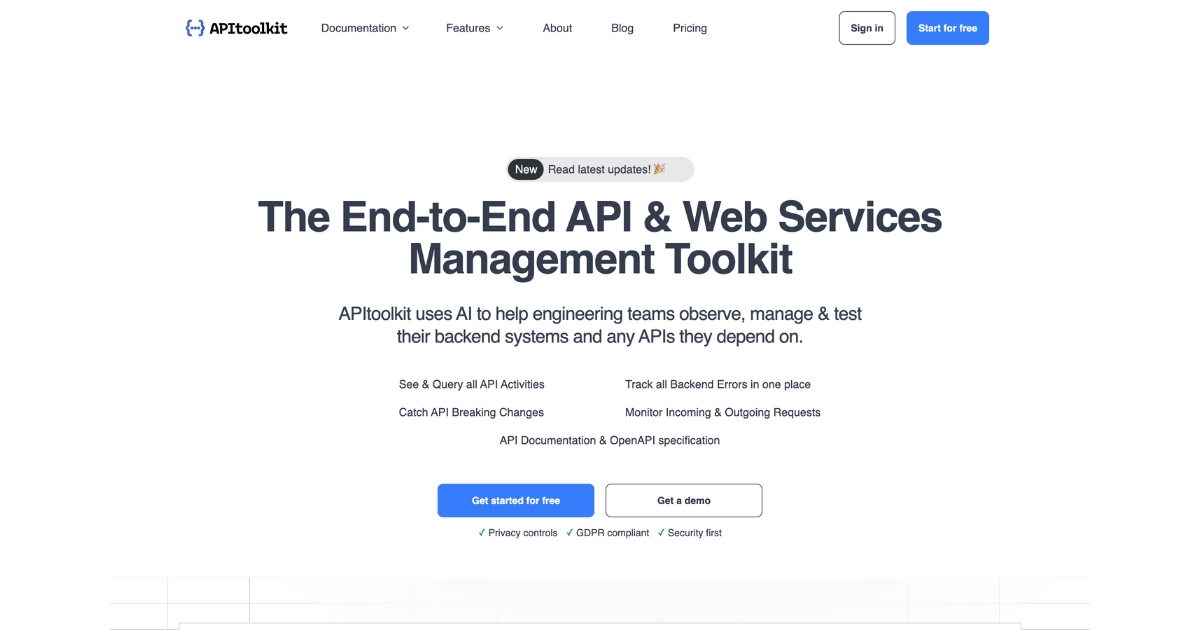 {···} APItoolkit Documentation Features About Blog Pricing Sign in Start for free
New Read latest updates! 🎉
The End-to-End API & Web Services
Management Toolkit
APItoolkit uses AI to help engineering teams observe, manage & test
their backend systems and any APIs they depend on.
See & Query all API Activities Track all Backend Errors in one place
Catch API Breaking Changes Monitor Incoming & Outgoing Requests
API Documentation & OpenAPI specification
Get started for free Get a demo
✓ Privacy controls ✓ GDPR compliant ✓ Security first